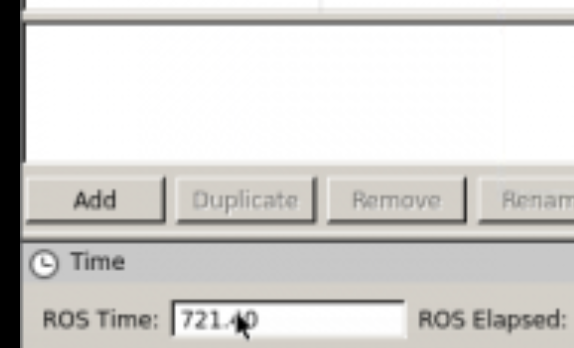 Add Duplicate Remove Renam
Time
ROS Time: 721.40 ROS Elapsed: